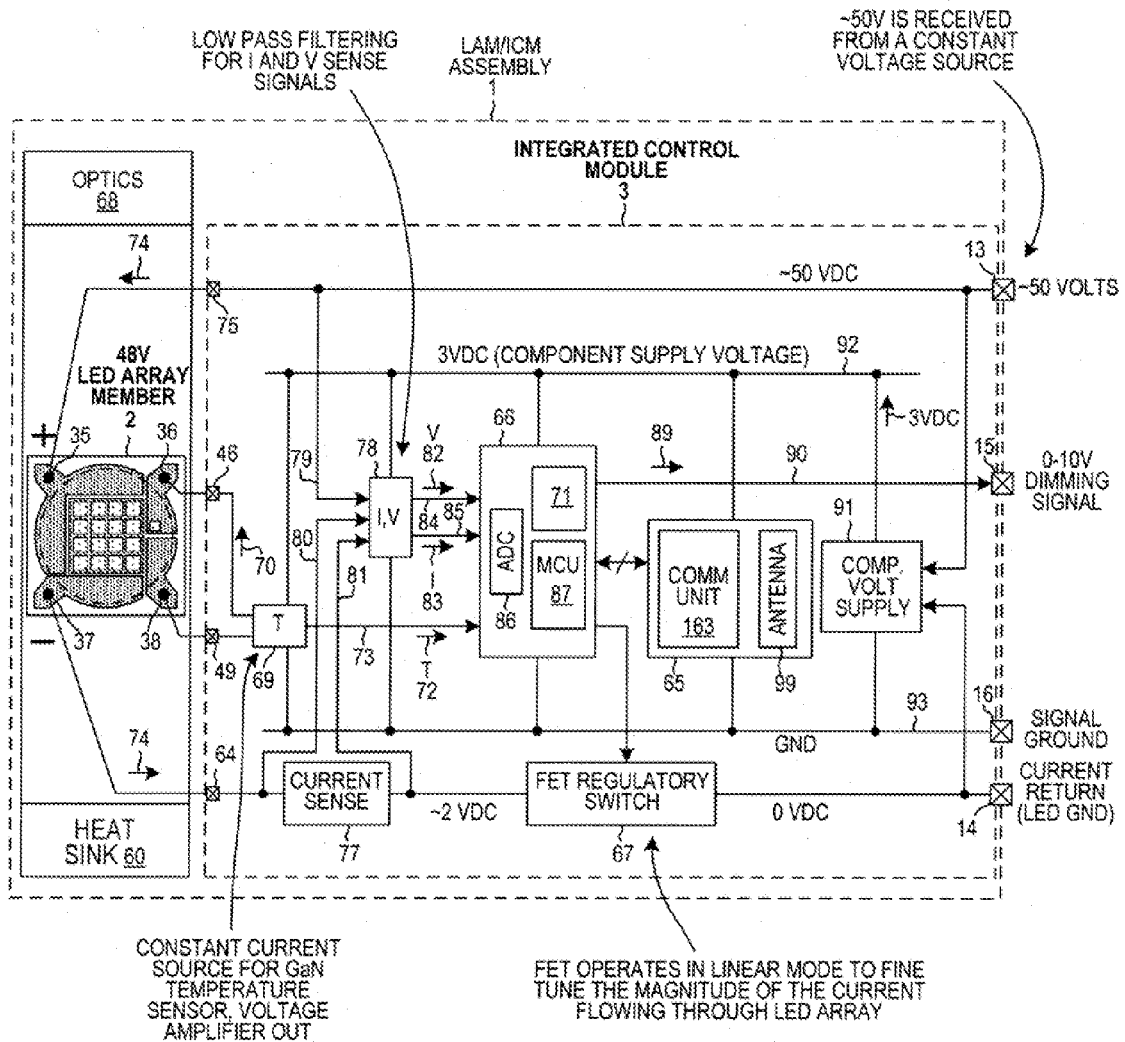 ~50V IS RECEIVED
FROM A CONSTANT
VOLTAGE SOURCE
LOW PASS FILTERING
FOR I AND V SENSE
SIGNALS
LAM/ICM
ASSEMBLY
1
INTEGRATED CONTROL
MODULE
3
OPTICS
68
74
75
~50 VDC
13
~50 VOLTS
48V
LED ARRAY
MEMBER
2
3VDC (COMPONENT SUPPLY VOLTAGE)
92
3VDC
+
35
36
46
79
78
V
82
66
89
90
15
0-10V
DIMMING
SIGNAL
I,V
84
85
71
91
70
80
81
I
83
ADC
86
MCU
87
COMM
UNIT
163
ANTENNA
COMP.
VOLT
SUPPLY
–
37
38
49
T
69
73
T
72
65
99
93
16
SIGNAL
GROUND
GND
74
64
CURRENT
SENSE
77
~2 VDC
FET REGULATORY
SWITCH
67
0 VDC
14
CURRENT
RETURN
(LED GND)
HEAT
SINK 60
CONSTANT CURRENT
SOURCE FOR GaN
TEMPERATURE
SENSOR, VOLTAGE
AMPLIFIER OUT
FET OPERATES IN LINEAR MODE TO FINE
TUNE THE MAGNITUDE OF THE CURRENT
FLOWING THROUGH LED ARRAY